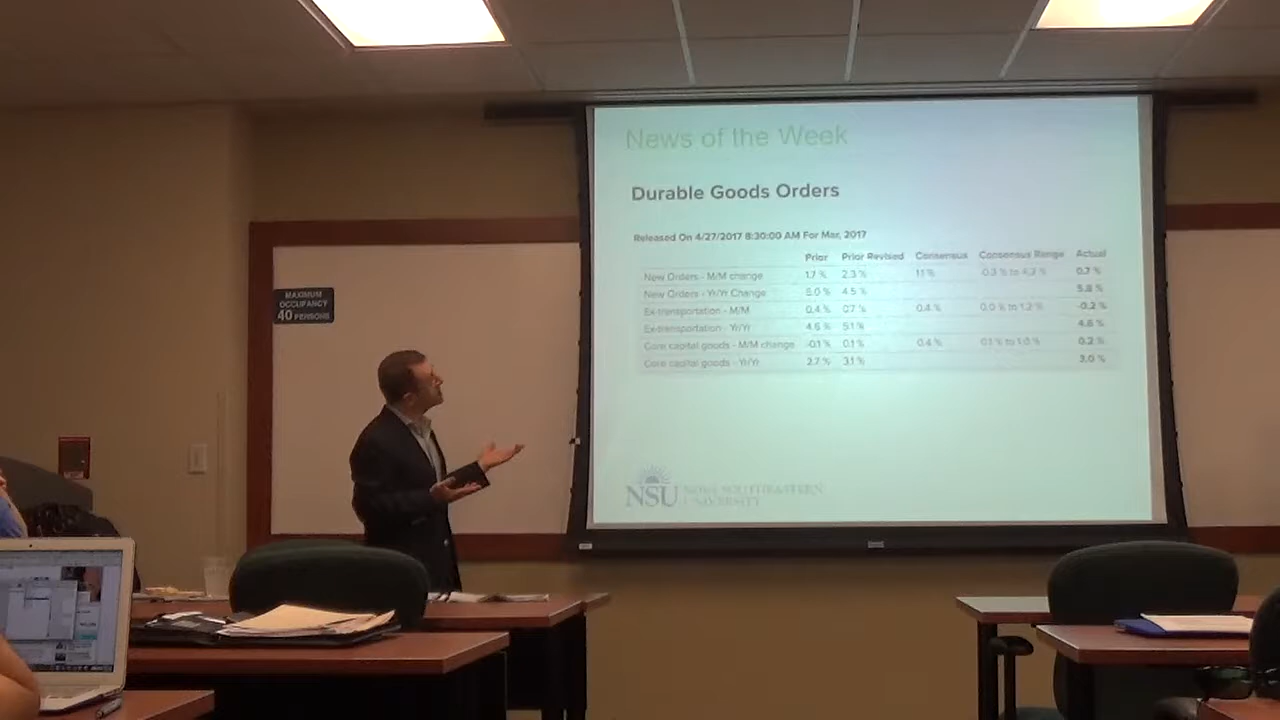 News of the Week
Durable Goods Orders
Released On 4/27/2017 8:30:00 AM For Mar, 2017
Prior Prior Revised Consensus Consensus Range Actual
New Orders - M/M change 1.7 % 2.3 % 1.1 % -0.3 % to 4.2 % 0.7 %
New Orders - Yr/Yr Change 5.0 % 4.5 % 5.8 %
Ex-transportation - M/M 0.4 % 0.7 % 0.4 % 0.0 % to 1.2 % -0.2 %
Ex-transportation - Yr/Yr 4.6 % 5.1 % 4.6 %
Core capital goods - M/M change -0.1 % 0.1 % 0.4 % 0.1 % to 1.0 % 0.2 %
Core capital goods - Yr/Yr 2.7 % 3.1 % 3.0 %
MAXIMUM
OCCUPANCY
40 PERSONS
NSU NOVA SOUTHEASTERN
UNIVERSITY